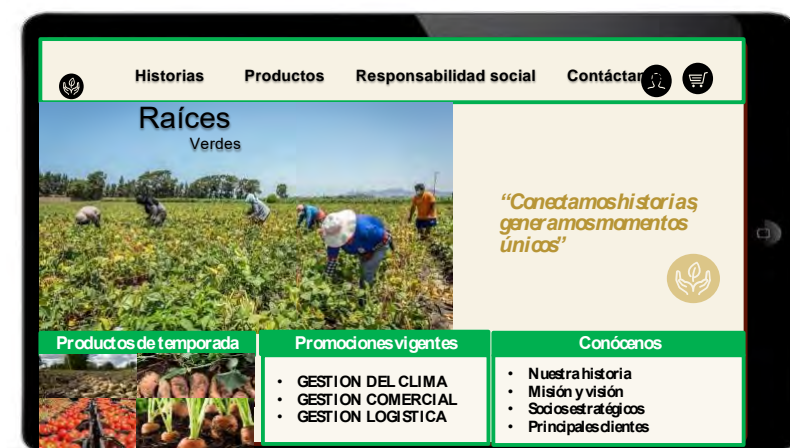 Historias Productos Responsabilidad social Contáctan
Raíces
Verdes
“Conectamos historias,
generamos momentos
únicos”
Productos de temporada
Promociones vigentes
• GESTION DEL CLIMA
• GESTION COMERCIAL
• GESTION LOGISTICA
Conócenos
• Nuestra historia
• Misión y visión
• Socios estratégicos
• Principales clientes